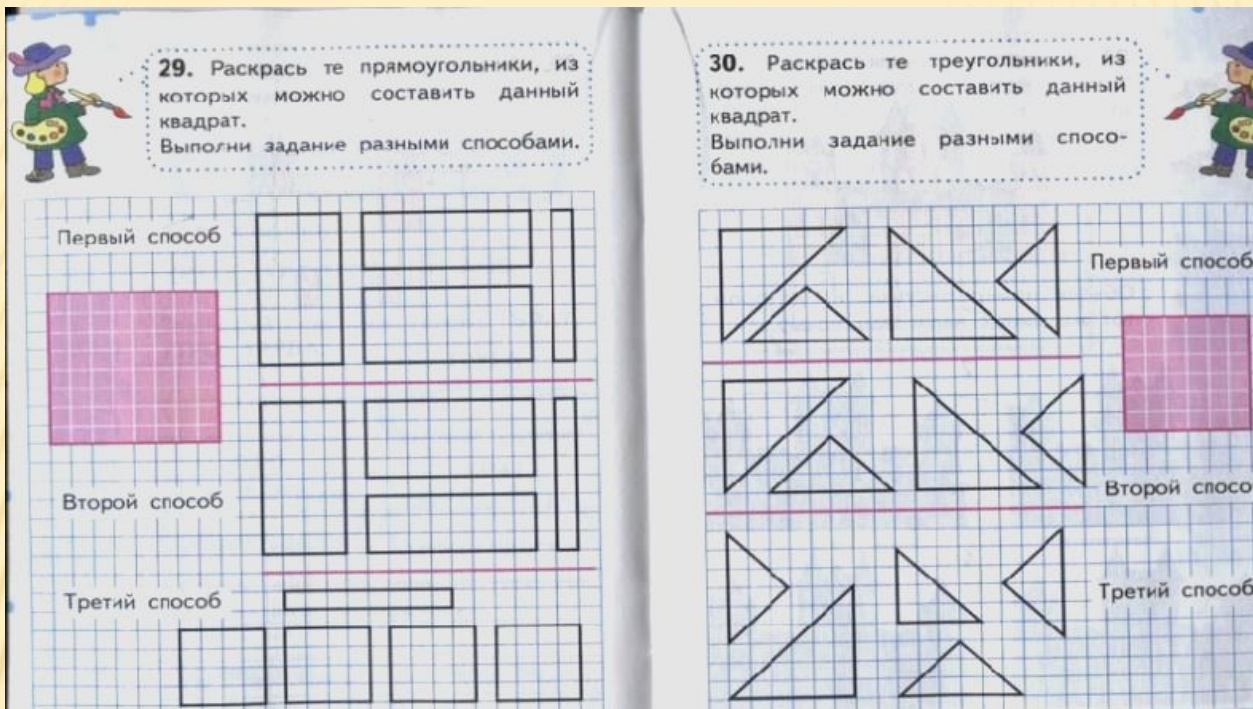 29. Раскрась те прямоугольники, из
которых можно составить данный
квадрат.
Выполни задание разными способами.
Первый способ
Второй способ
Третий способ
30. Раскрась те треугольники, из
которых можно составить данный
квадрат.
Выполни задание разными спосо-
бами.
Первый способ
Второй спосо
Третий способ